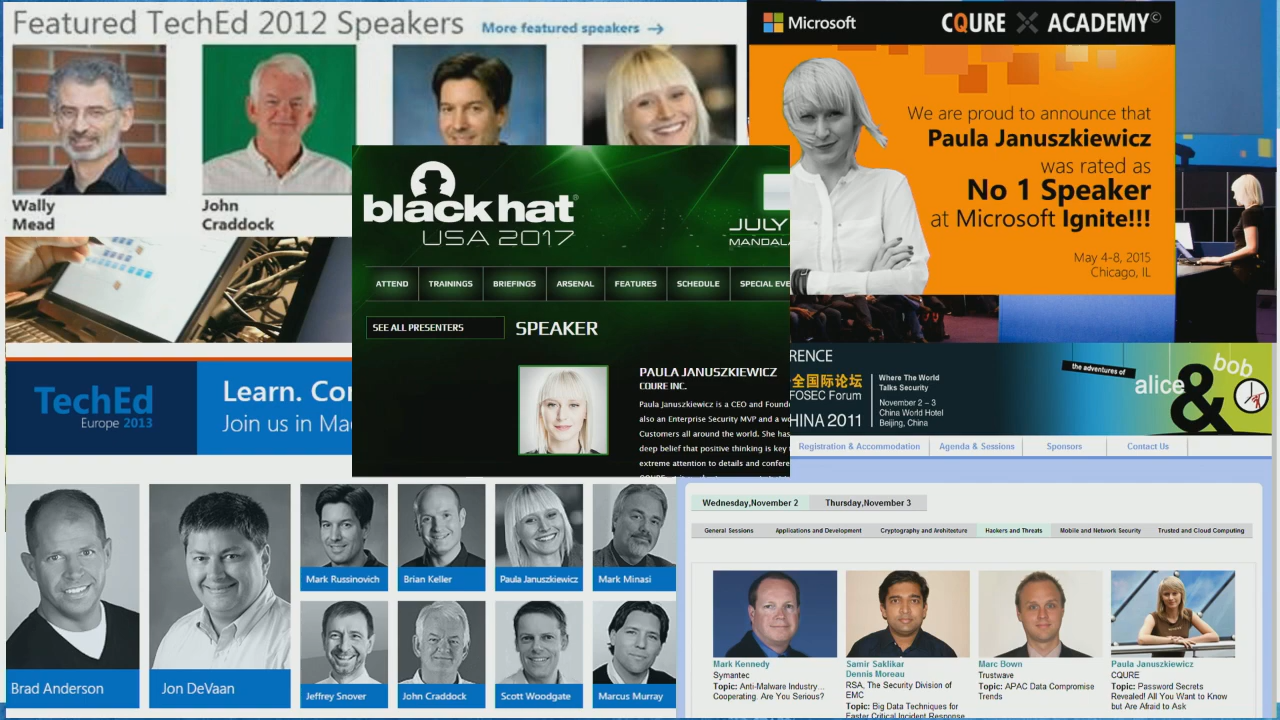 Featured TechEd 2012 Speakers
More featured speakers →
Wally
Mead
John
Craddock
Microsoft
CQURE ACADEMY©
We are proud to announce that
Paula Januszkiewicz
was rated as
No 1 Speaker
at Microsoft Ignite!!!
May 4-8, 2015
Chicago, IL
black hat®
USA 2017
JULY
MANDALA
ATTEND
TRAININGS
BRIEFINGS
ARSENAL
FEATURES
SCHEDULE
SPECIAL EVE
SEE ALL PRESENTERS
SPEAKER
PAULA JANUSZKIEWICZ
CQURE INC.
Paula Januszkiewicz is a CEO and Founde
also an Enterprise Security MVP and a w
Customers all around the world. She has
deep belief that positive thinking is key
extreme attention to details and confere
TechEd
Europe 2013
Learn. Co
Join us in Ma
RENCE
全国际论坛
FOSEC Forum
HINA 2011
Where The World
Talks Security
November 2 – 3
China World Hotel
Beijing, China
the adventures of
alice & bob
Registration & Accommodation
Agenda & Sessions
Sponsors
Contact Us
Wednesday,November 2
Thursday,November 3
General Sessions
Applications and Development
Cryptography and Architecture
Hackers and Threats
Mobile and Network Security
Trusted and Cloud Computing
Brad Anderson
Jon DeVaan
Mark Russinovich
Brian Keller
Paula Januszkiewicz
Mark Minasi
Jeffrey Snover
John Craddock
Scott Woodgate
Marcus Murray
Mark Kennedy
Symantec
Topic: Anti-Malware Industry...
Cooperating. Are You Serious?
Samir Saklikar
Dennis Moreau
RSA, The Security Division of
EMC
Topic: Big Data Techniques for
Faster Critical Incident Response
Marc Bown
Trustwave
Topic: APAC Data Compromise
Trends
Paula Januszkiewicz
CQURE
Topic: Password Secrets
Revealed! All You Want to Know
but Are Afraid to Ask